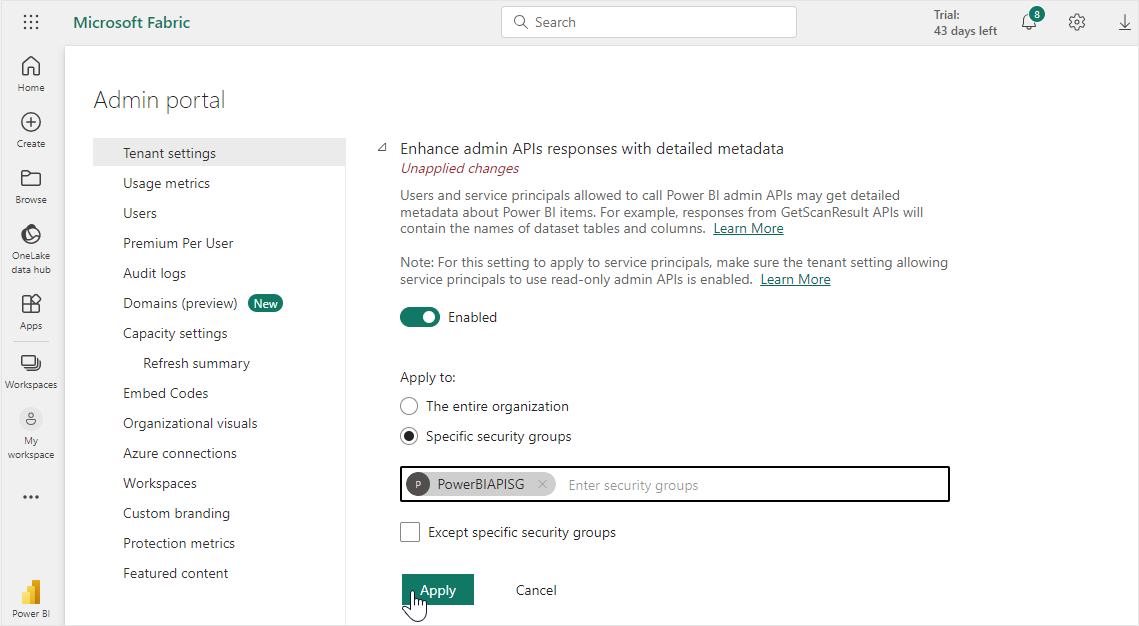 Microsoft Fabric
Search
Trial:
43 days left
8
Home
Create
Browse
OneLake
data hub
Apps
Workspaces
My
workspace
Power BI
Admin portal
Tenant settings
Usage metrics
Users
Premium Per User
Audit logs
Domains (preview) New
Capacity settings
Refresh summary
Embed Codes
Organizational visuals
Azure connections
Workspaces
Custom branding
Protection metrics
Featured content
Enhance admin APIs responses with detailed metadata
Unapplied changes
Users and service principals allowed to call Power BI admin APIs may get detailed
metadata about Power BI items. For example, responses from GetScanResult APIs will
contain the names of dataset tables and columns. Learn More
Note: For this setting to apply to service principals, make sure the tenant setting allowing
service principals to use read-only admin APIs is enabled. Learn More
Enabled
Apply to:
The entire organization
Specific security groups
P PowerBIAPISG Enter security groups
Except specific security groups
Apply Cancel